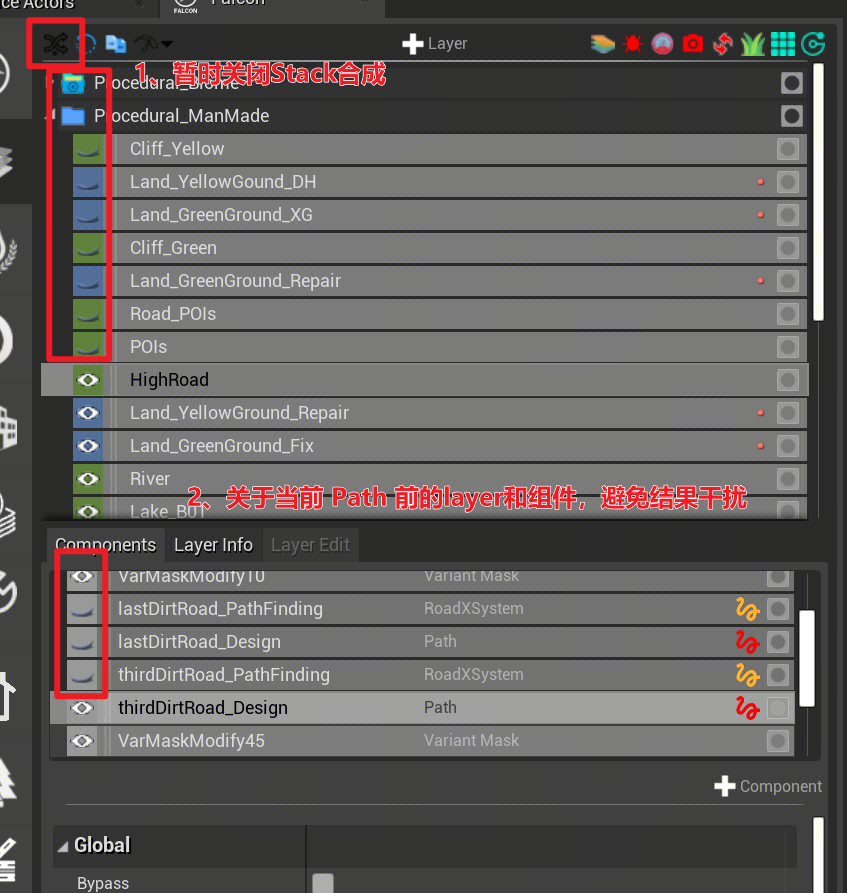 ce Actors
Falcon
FALCON
Layer
1、暂时关闭Stack合成
Procedural_Biome
Procedural_ManMade
Cliff_Yellow
Land_YellowGound_DH
Land_GreenGround_XG
Cliff_Green
Land_GreenGround_Repair
Road_POIs
POIs
HighRoad
Land_YellowGround_Repair
Land_GreenGround_Fix
River
2、关于当前 Path 前的layer和组件，避免结果干扰
Lake_B01
Components Layer Info Layer Edit
VarMaskModify10 Variant Mask
lastDirtRoad_PathFinding RoadXSystem
lastDirtRoad_Design Path
thirdDirtRoad_PathFinding RoadXSystem
thirdDirtRoad_Design Path
VarMaskModify45 Variant Mask
Component
Global
Bypass